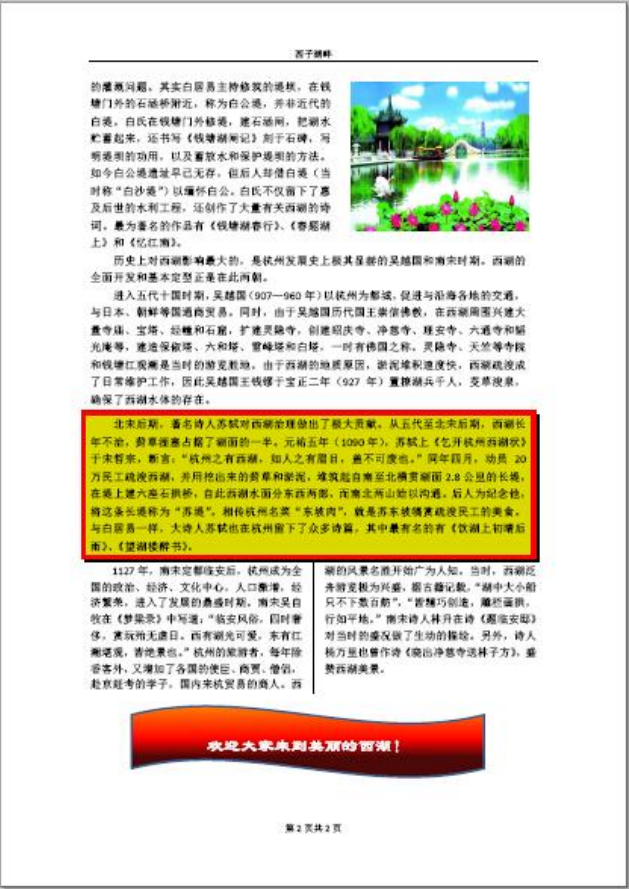 西子湖畔
的灌溉问题。其实白居易主持修筑的堤坝，在钱
塘门外的石涵桥附近，称为白公堤，并非近代的
白堤。白氏在钱塘门外修堤，建石涵闸，把湖水
贮蓄起来，还书写《钱塘湖闸记》刻于石碑，写
明堤坝的功用，以及蓄放水和保护堤坝的方法。
如今白公堤遗址早已无存，但后人却借白堤（当
时称“白沙堤”）以缅怀白公。白氏不仅留下了惠
及后世的水利工程，还创作了大量有关西湖的诗
词。最为著名的作品有《钱塘湖春行》、《春题湖
上》和《忆江南》。
历史上对西湖影响最大的，是杭州发展史上极其显赫的吴越国和南宋时期。西湖的
全面开发和基本定型正是在此两朝。
进入五代十国时期，吴越国（907—960 年）以杭州为都城，促进与沿海各地的交通，
与日本、朝鲜等国通商贸易。同时，由于吴越国历代国王崇信佛教，在西湖周围兴建大
量寺庙、宝塔、经幢和石窟，扩建灵隐寺，创建昭庆寺、净慈寺、理安寺、六通寺和韬
光庵等，建造保俶塔、六和塔、雷峰塔和白塔，一时有佛国之称。灵隐寺、天竺等寺院
和钱塘江观潮是当时的游览胜地。由于西湖的地质原因，淤泥堆积速度快，西湖疏浚成
了日常维护工作，因此吴越国王钱镠于宝正二年（927 年）置撩湖兵千人，芟草浚泉，
确保了西湖水体的存在。
北宋后期，著名诗人苏轼对西湖治理做出了极大贡献。从五代至北宋后期，西湖长
年不治，葑草湮塞占据了湖面的一半。元祐五年（1090 年），苏轼上《乞开杭州西湖状》
于宋哲宗，断言：“杭州之有西湖，如人之有眉目，盖不可废也。”同年四月，动员 20
万民工疏浚西湖，并用挖出来的葑草和淤泥，堆筑起自南至北横贯湖面 2.8 公里的长堤，
在堤上建六座石拱桥，自此西湖水面分东西两部，而南北两山始以沟通。后人为纪念他，
将这条长堤称为“苏堤”。相传杭州名菜“东坡肉”，就是苏东坡犒赏疏浚民工的美食。
与白居易一样，大诗人苏轼也在杭州留下了众多诗篇，其中最有名的有《饮湖上初晴后
雨》、《望湖楼醉书》。
1127 年，南宋定都临安后，杭州成为全
国的政治、经济、文化中心，人口激增，经
济繁荣，进入了发展的鼎盛时期。南宋吴自
牧在《梦粱录》中写道：“临安风俗，四时奢
侈，赏玩殆无虚日。西有湖光可爱，东有江
潮堪观，皆绝景也。”杭州的旅游者，每年除
香客外，又增加了各国的使臣、商贾、僧侣，
赴京赶考的学子，国内来杭贸易的商人。西
湖的风景名胜开始广为人知。当时，西湖泛
舟游览极为兴盛，据古籍记载，“湖中大小船
只不下数百舫”，“皆精巧创造，雕栏画拱，
行如平地。”南宋诗人林升在诗《题临安邸》
对当时的盛况做了生动的描绘。另外，诗人
杨万里也曾作诗《晓出净慈寺送林子方》，盛
赞西湖美景。
欢迎大家来到美丽的西湖！
第 2 页共 2 页